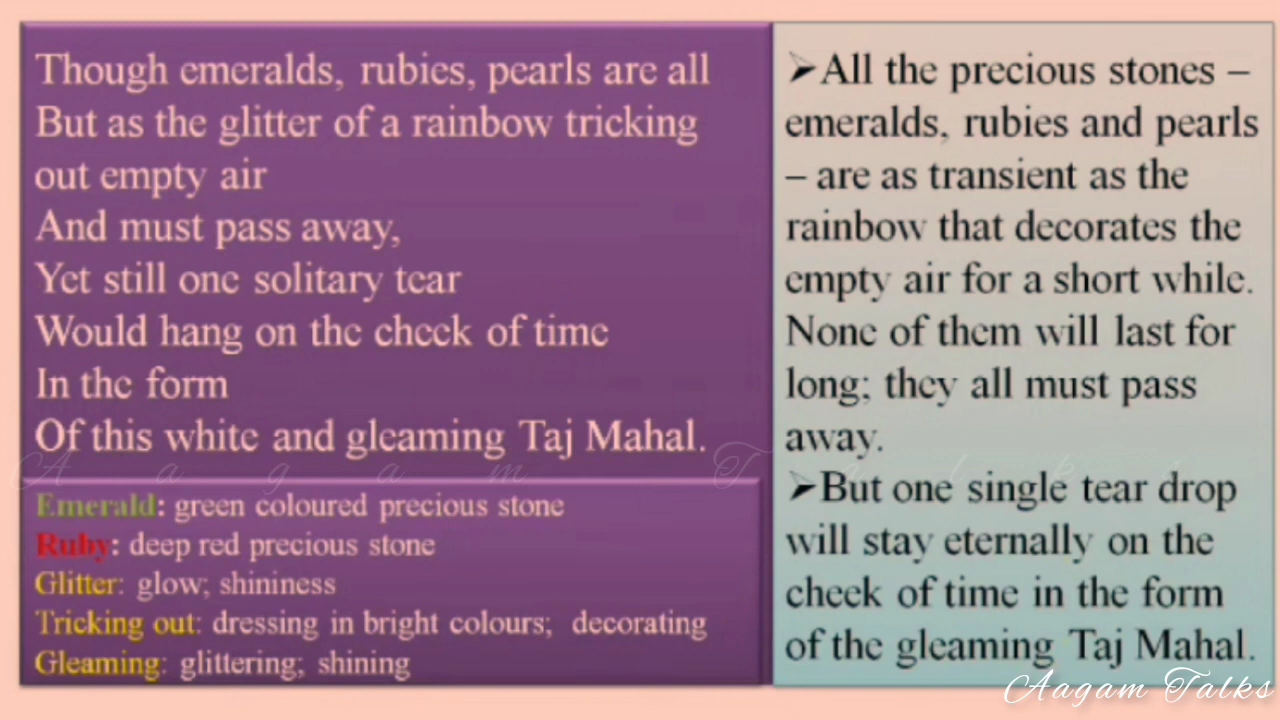 Though emeralds, rubies, pearls are all
But as the glitter of a rainbow tricking
out empty air
And must pass away,
Yet still one solitary tear
Would hang on the cheek of time
In the form
Of this white and gleaming Taj Mahal.
Emerald: green coloured precious stone
Ruby: deep red precious stone
Glitter: glow; shininess
Tricking out: dressing in bright colours; decorating
Gleaming: glittering; shining
➤All the precious stones –
emeralds, rubies and pearls
– are as transient as the
rainbow that decorates the
empty air for a short while.
None of them will last for
long; they all must pass
away.
➤But one single tear drop
will stay eternally on the
cheek of time in the form
of the gleaming Taj Mahal.
Aagam Talks
Aagam Talks